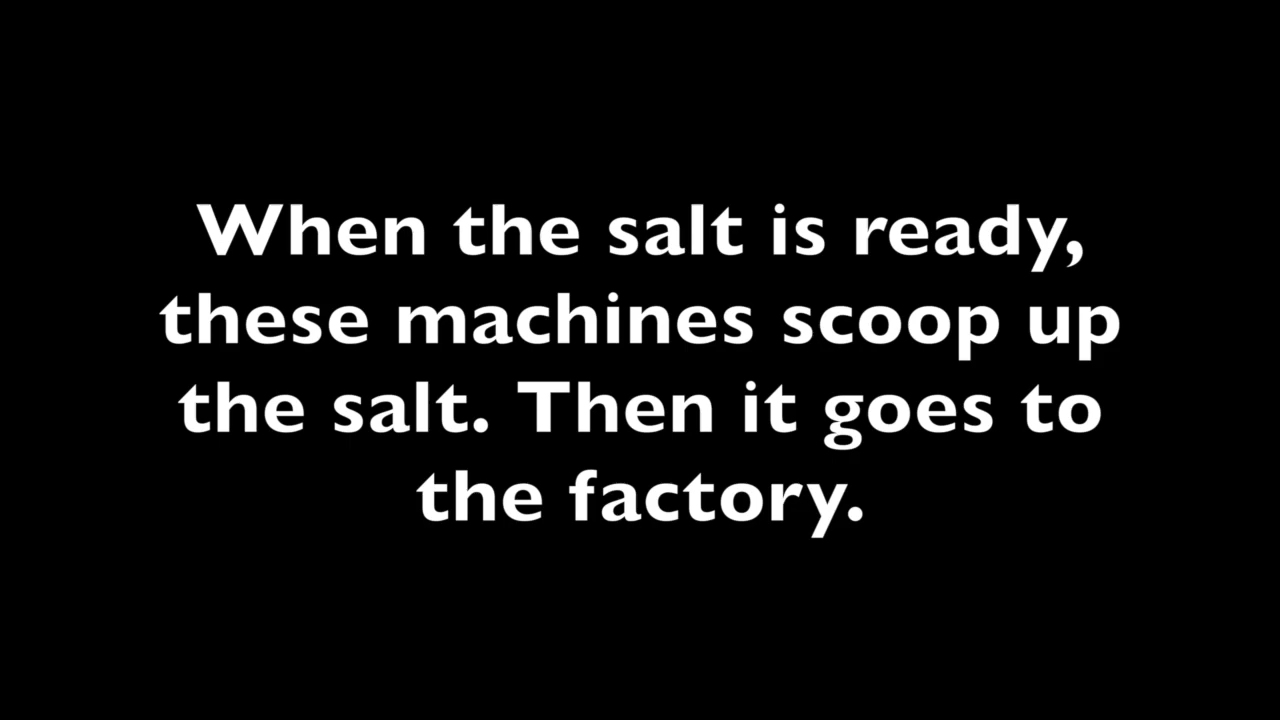 When the salt is ready,
these machines scoop up
the salt. Then it goes to
the factory.